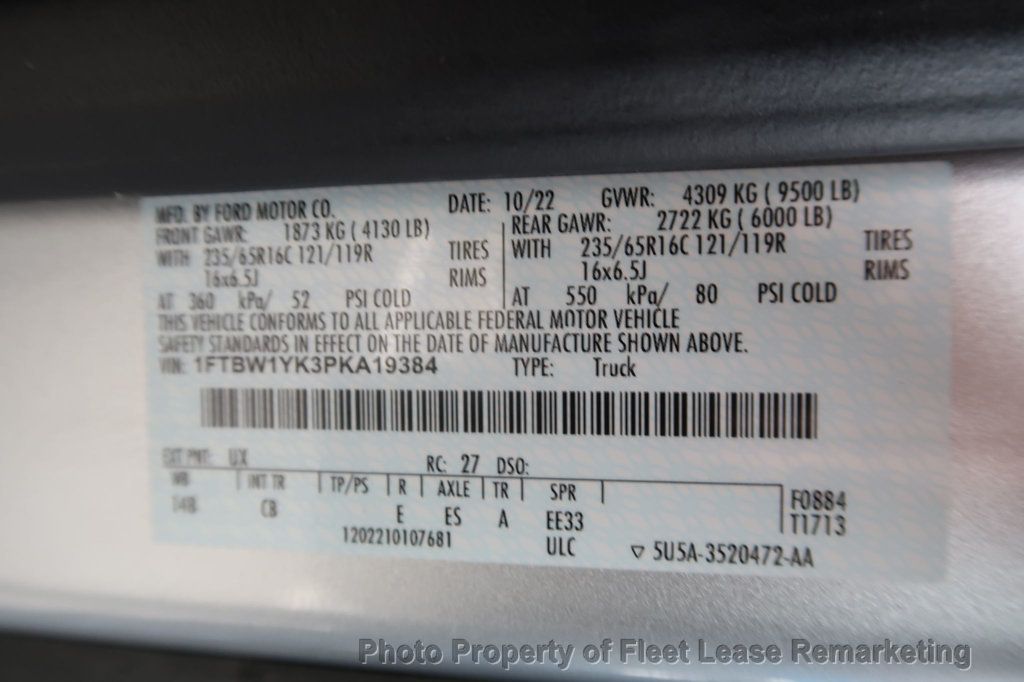 MFD. BY FORD MOTOR CO. DATE: 10/22 GVWR: 4309 KG ( 9500 LB)
FRONT GAWR: 1873 KG ( 4130 LB) REAR GAWR: 2722 KG ( 6000 LB)
WITH 235/65R16C 121/119R TIRES WITH 235/65R16C 121/119R TIRES
16x6.5J RIMS 16x6.5J RIMS
AT 360 kPa/ 52 PSI COLD AT 550 kPa/ 80 PSI COLD
THIS VEHICLE CONFORMS TO ALL APPLICABLE FEDERAL MOTOR VEHICLE
SAFETY STANDARDS IN EFFECT ON THE DATE OF MANUFACTURE SHOWN ABOVE.
VIN: 1FTBW1YK3PKA19384 TYPE: Truck
EXT PNT: UX RC: 27 DSO:
WB INT TR TP/PS R AXLE TR SPR F0884
148 CB E ES A EE33 T1713
1202210107681 ULC ▽ 5U5A-3520472-AA
Photo Property of Fleet Lease Remarketing